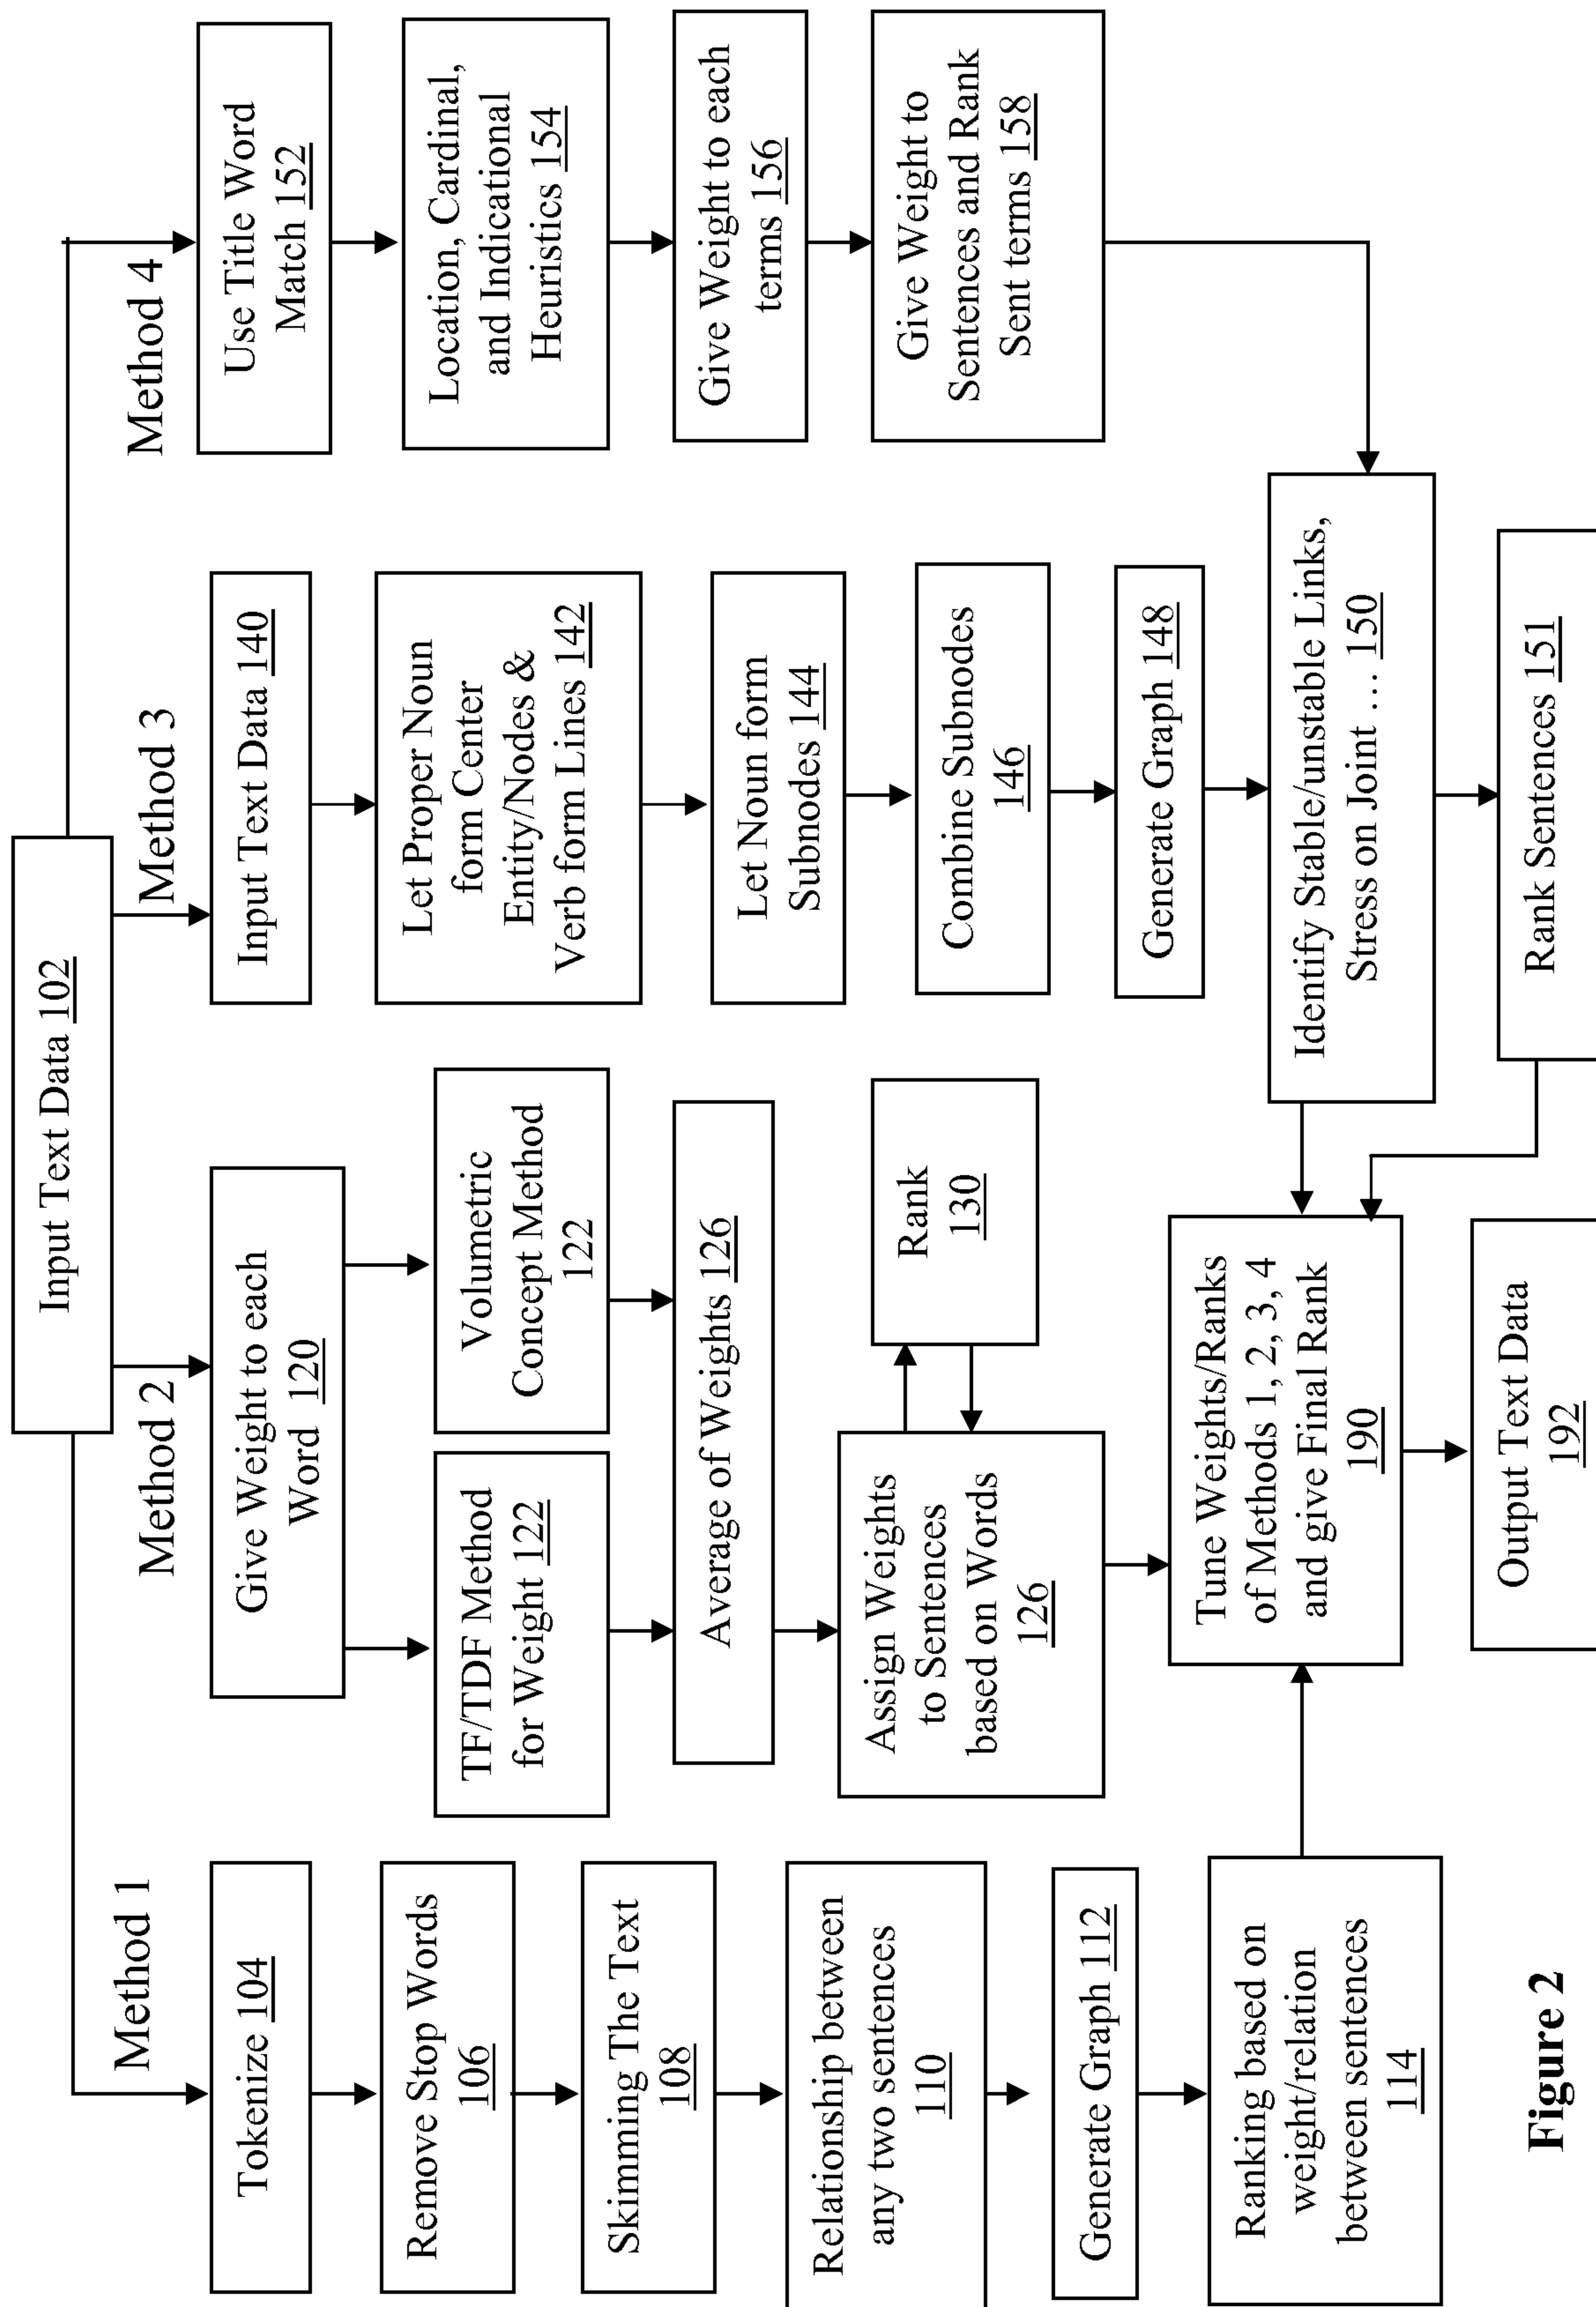 Input Text Data 102
Method 1
Tokenize 104
Remove Stop Words
106
Skimming The Text
108
Relationship between
any two sentences
110
Generate Graph 112
Ranking based on
weight/relation
between sentences
114
Method 2
Give Weight to each
Word 120
TF/TDF Method
for Weight 122
Volumetric
Concept Method
122
Average of Weights 126
Assign Weights
to Sentences
based on Words
126
Rank
130
Method 3
Input Text Data 140
Let Proper Noun
form Center
Entity/Nodes &
Verb form Lines 142
Let Noun form
Subnodes 144
Combine Subnodes
146
Generate Graph 148
Identify Stable/unstable Links,
Stress on Joint … 150
Rank Sentences 151
Method 4
Use Title Word
Match 152
Location, Cardinal,
and Indicational
Heuristics 154
Give Weight to each
terms 156
Give Weight to
Sentences and Rank
Sent terms 158
Tune Weights/Ranks
of Methods 1, 2, 3, 4
and give Final Rank
190
Output Text Data
192
Figure 2